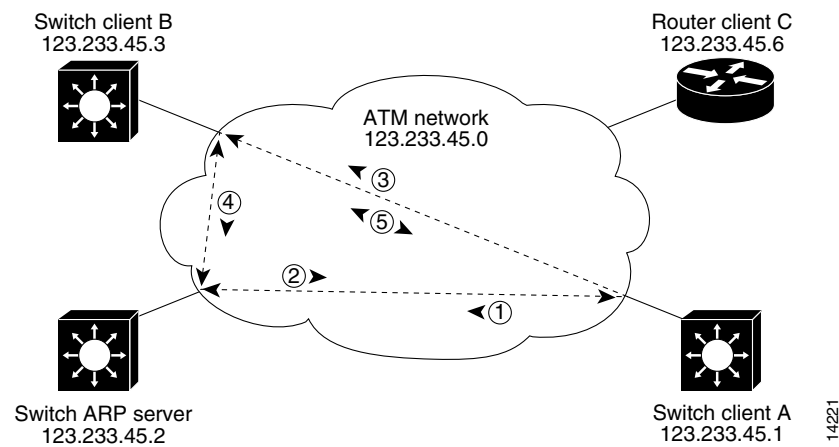 Switch client B
123.233.45.3
Router client C
123.233.45.6
ATM network
123.233.45.0
3
4
5
2
1
Switch ARP server
123.233.45.2
Switch client A
123.233.45.1
14221